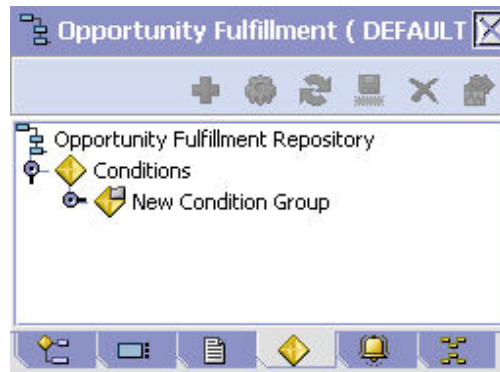 Opportunity Fulfillment ( DEFAULT
Opportunity Fulfillment Repository
Conditions
New Condition Group